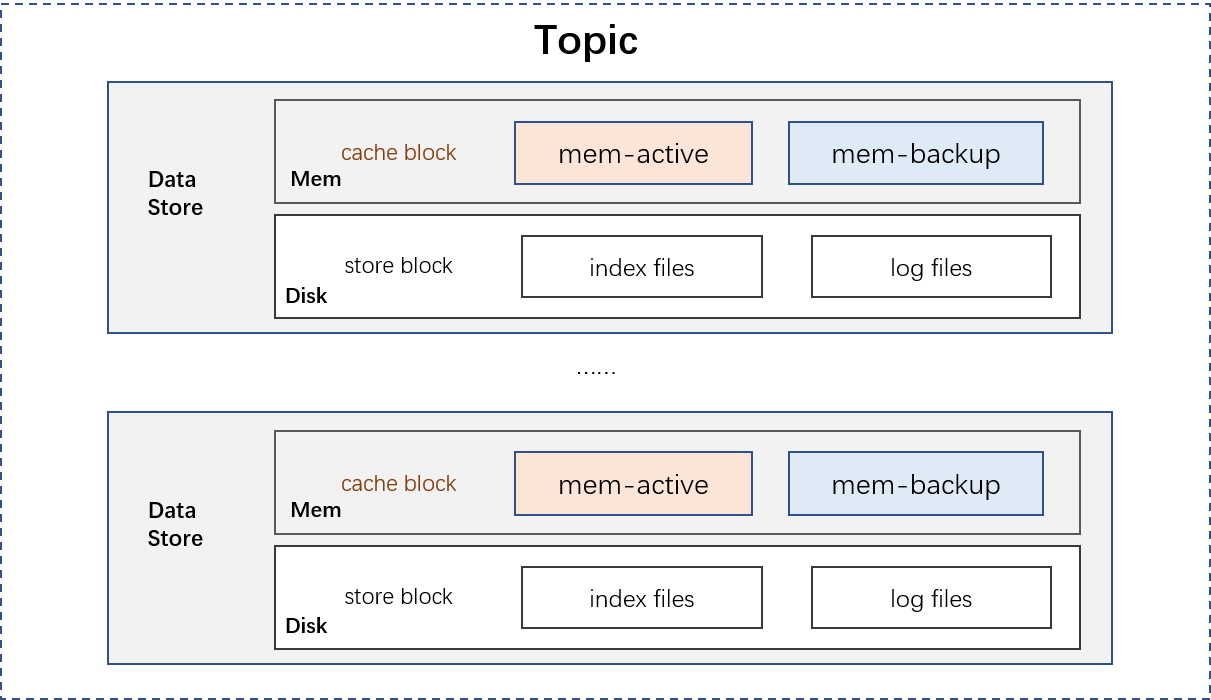 Topic
cache block
mem-active
mem-backup
Mem
Data
Store
store block
index files
log files
Disk
......
cache block
mem-active
mem-backup
Mem
Data
Store
store block
index files
log files
Disk